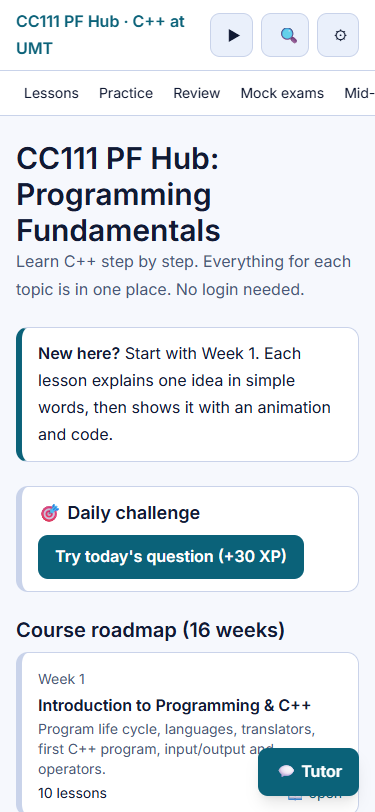 CC111 PF Hub · C++ at
UMT
Lessons Practice Review Mock exams Mid-
CC111 PF Hub:
Programming
Fundamentals
Learn C++ step by step. Everything for each
topic is in one place. No login needed.
New here? Start with Week 1. Each
lesson explains one idea in simple
words, then shows it with an animation
and code.
Daily challenge
Try today's question (+30 XP)
Course roadmap (16 weeks)
Week 1
Introduction to Programming & C++
Program life cycle, languages, translators,
first C++ program, input/output and
operators.
10 lessons
Tutor